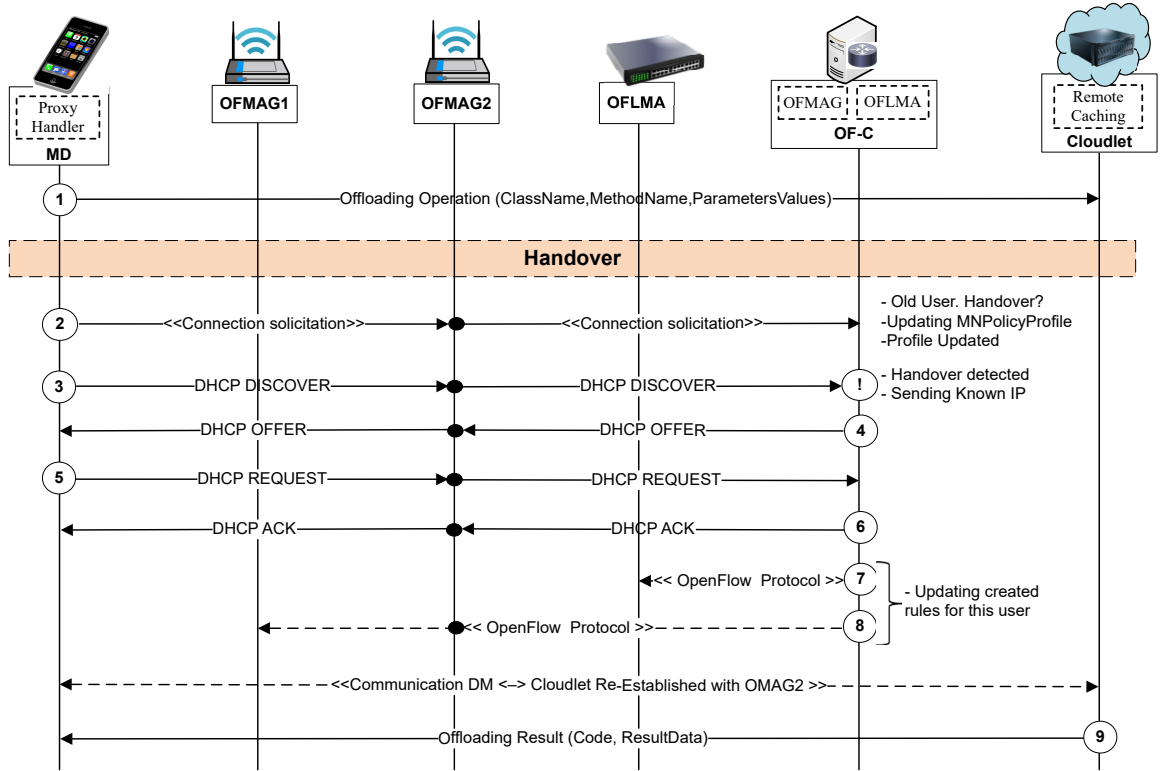 Proxy
Handler
MD
OFMAG1
OFMAG2
OFLMA
OFMAG
OFLMA
OF-C
Remote
Caching
Cloudlet
1
Offloading Operation (ClassName,MethodName,ParametersValues)
Handover
2
<<Connection solicitation>>
<<Connection solicitation>>
- Old User. Handover?
-Updating MNPolicyProfile
-Profile Updated
3
DHCP DISCOVER
DHCP DISCOVER
!
- Handover detected
- Sending Known IP
DHCP OFFER
DHCP OFFER
4
5
DHCP REQUEST
DHCP REQUEST
DHCP ACK
DHCP ACK
6
<< OpenFlow Protocol >>
7
- Updating created
rules for this user
<< OpenFlow Protocol >>
8
<<Communication DM <–> Cloudlet Re-Established with OMAG2 >>
Offloading Result (Code, ResultData)
9